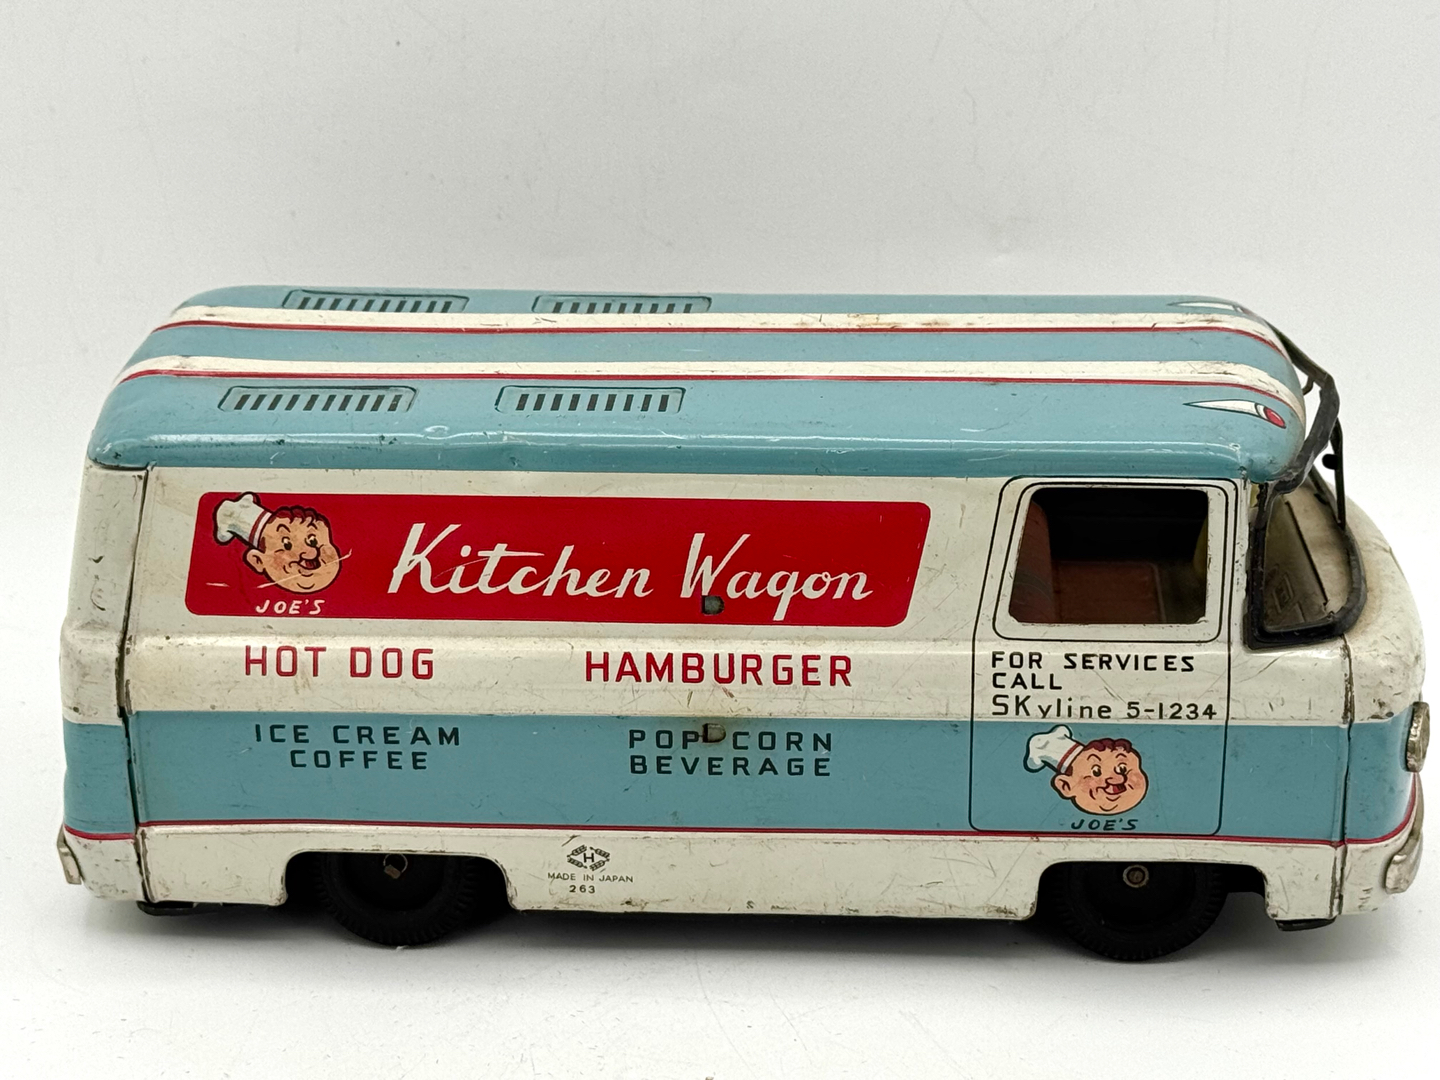 Kitchen Wagon
JOE'S
HOT DOG
HAMBURGER
ICE CREAM
COFFEE
POP CORN
BEVERAGE
FOR SERVICES
CALL
SKyline 5-1234
JOE'S
H
MADE IN JAPAN
263